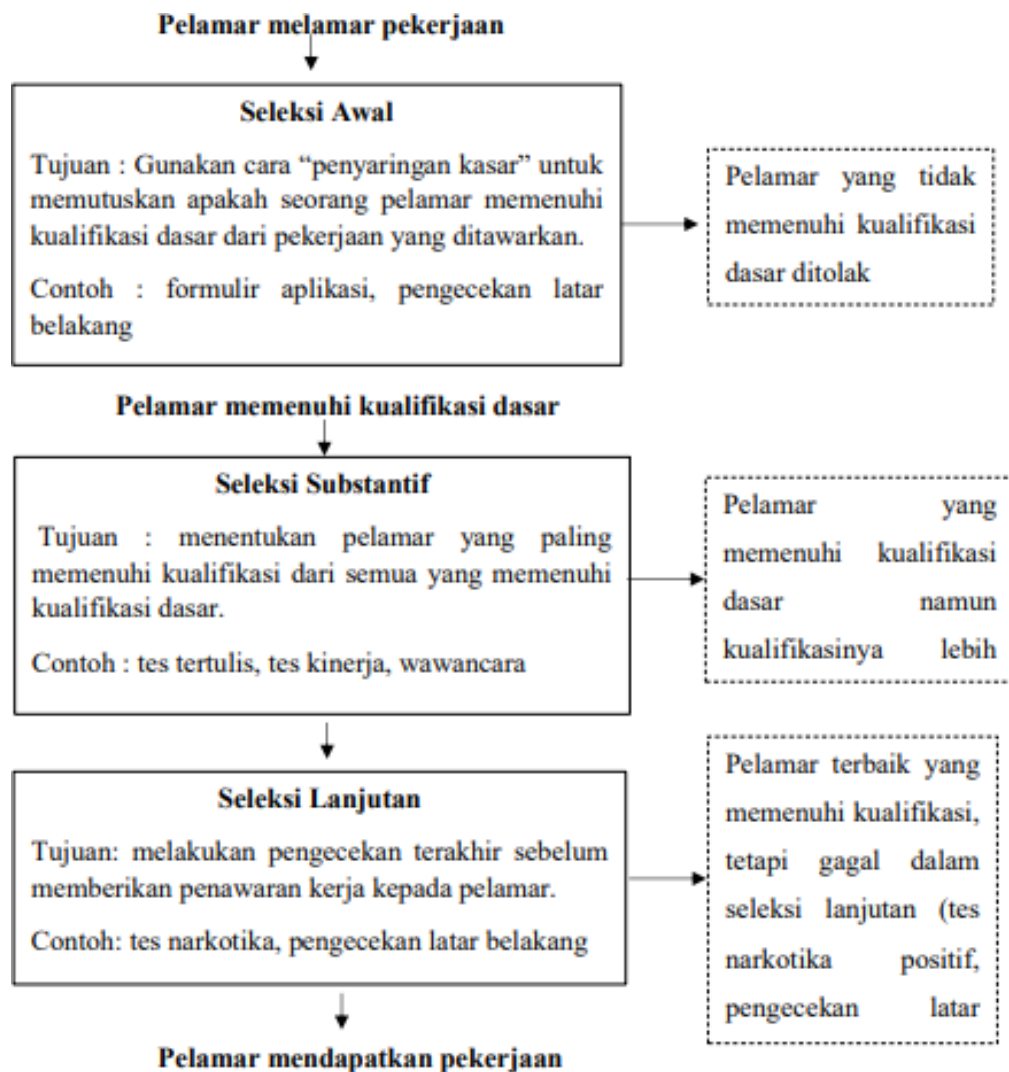 Pelamar melamar pekerjaan
Seleksi Awal
Tujuan : Gunakan cara “penyaringan kasar” untuk
memutuskan apakah seorang pelamar memenuhi
kualifikasi dasar dari pekerjaan yang ditawarkan.
Contoh : formulir aplikasi, pengecekan latar
belakang
Pelamar yang tidak
memenuhi kualifikasi
dasar ditolak
Pelamar memenuhi kualifikasi dasar
Seleksi Substantif
Tujuan : menentukan pelamar yang paling
memenuhi kualifikasi dari semua yang memenuhi
kualifikasi dasar.
Contoh : tes tertulis, tes kinerja, wawancara
Pelamar yang
memenuhi kualifikasi
dasar namun
kualifikasinya lebih
Seleksi Lanjutan
Tujuan: melakukan pengecekan terakhir sebelum
memberikan penawaran kerja kepada pelamar.
Contoh: tes narkotika, pengecekan latar belakang
Pelamar terbaik yang
memenuhi kualifikasi,
tetapi gagal dalam
seleksi lanjutan (tes
narkotika positif,
pengecekan latar
Pelamar mendapatkan pekerjaan